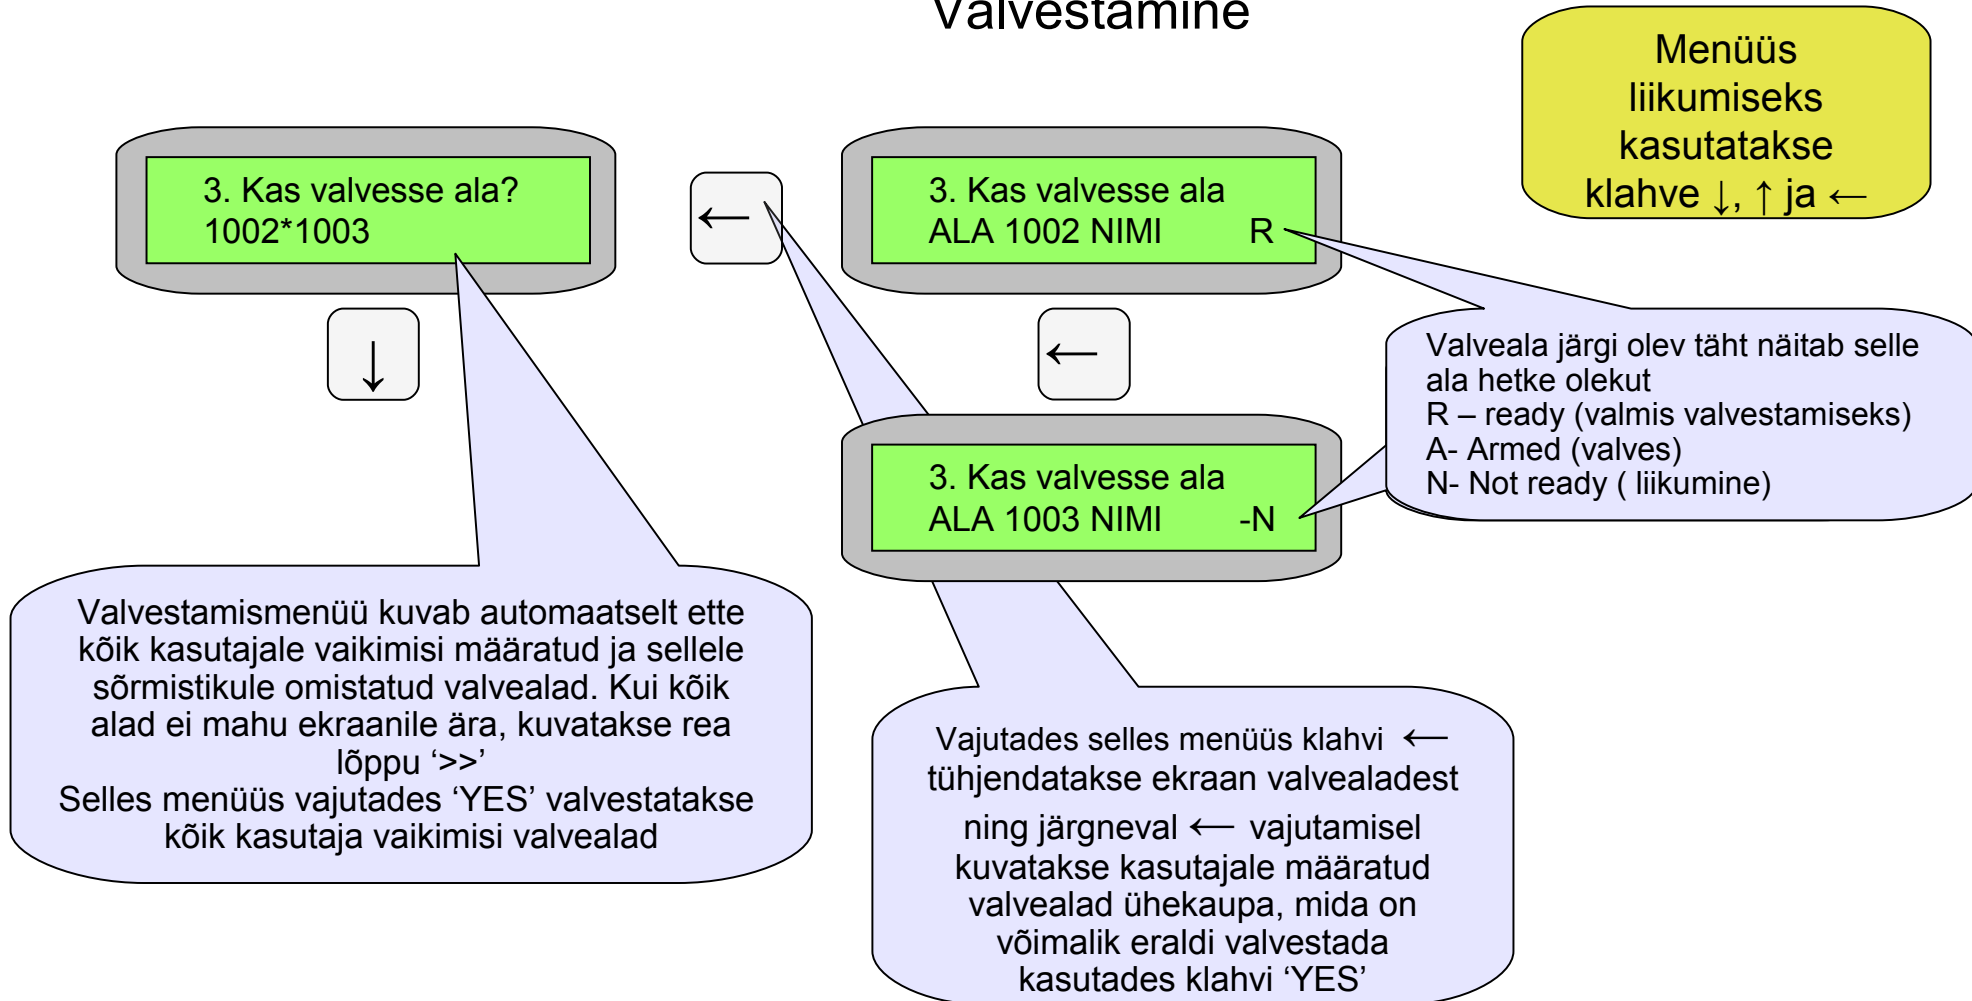 Valvestamine
Menüüs
liikumiseks
kasutatakse
klahve ↓, ↑ ja ←
3. Kas valvesse ala?
1002*1003
←
3. Kas valvesse ala
ALA 1002 NIMI R
↓
←
Valveala järgi olev täht näitab selle
ala hetke olekut
R – ready (valmis valvestamiseks)
A- Armed (valves)
N- Not ready ( liikumine)
3. Kas valvesse ala
ALA 1003 NIMI -N
Valvestamismenüü kuvab automaatselt ette
kõik kasutajale vaikimisi määratud ja sellele
sõrmistikule omistatud valvealad. Kui kõik
alad ei mahu ekraanile ära, kuvatakse rea
lõppu ‘>>’
Selles menüüs vajutades ‘YES’ valvestatakse
kõik kasutaja vaikimisi valvealad
Vajutades selles menüüs klahvi ←
tühjendatakse ekraan valvealadest
ning järgneval ← vajutamisel
kuvatakse kasutajale määratud
valvealad ühekaupa, mida on
võimalik eraldi valvestada
kasutades klahvi ‘YES’